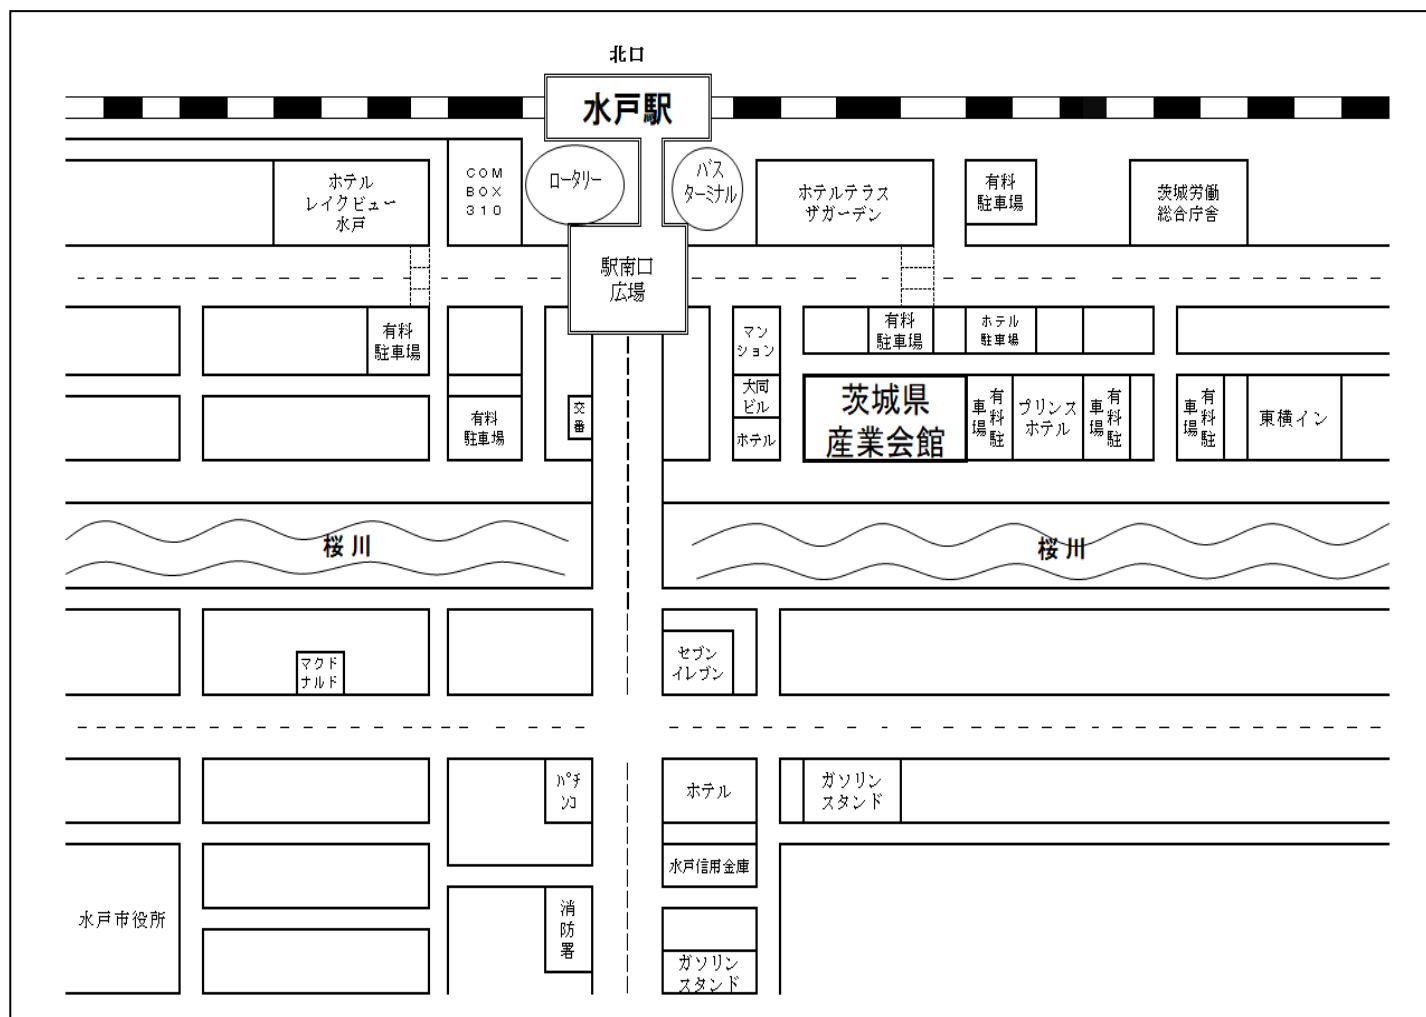 北口
水戸駅
ホテル
レイクビュー
水戸
COM
BOX
310
ロータリー
バス
ターミナル
ホテルテラス
ザガーデン
有料
駐車場
茨城労働
総合庁舎
駅南口
広場
有料
駐車場
マン
ション
有料
駐車場
ホテル
駐車場
有料
駐車場
交
番
大同
ビル
ホテル
茨城県
産業会館
有料駐
車場
プリンス
ホテル
有料駐
車場
有料駐
車場
東横イン
桜川
桜川
マクド
ナルド
セブン
イレブン
パチ
ンコ
ホテル
ガソリン
スタンド
水戸信用金庫
水戸市役所
消
防
署
ガソリン
スタンド